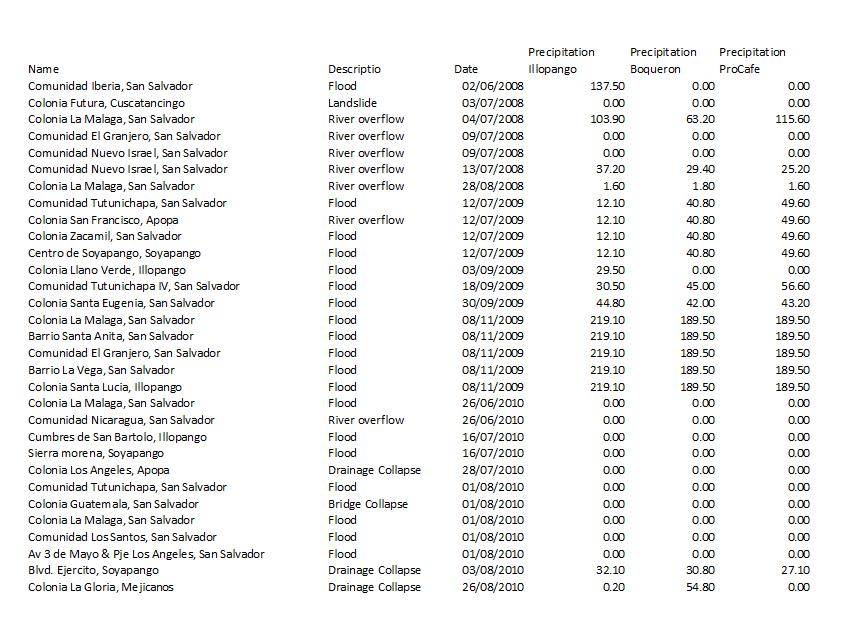 Precipitation Precipitation Precipitation
Name Descriptio Date Illopango Boqueron ProCafe
Comunidad Iberia, San Salvador Flood 02/06/2008 137.50 0.00 0.00
Colonia Futura, Cuscatancingo Landslide 03/07/2008 0.00 0.00 0.00
Colonia La Malaga, San Salvador River overflow 04/07/2008 103.90 63.20 115.60
Comunidad El Granjero, San Salvador River overflow 09/07/2008 0.00 0.00 0.00
Comunidad Nuevo Israel, San Salvador River overflow 09/07/2008 0.00 0.00 0.00
Comunidad Nuevo Israel, San Salvador River overflow 13/07/2008 37.20 29.40 25.20
Colonia La Malaga, San Salvador River overflow 28/08/2008 1.60 1.80 1.60
Comunidad Tutunichapa, San Salvador Flood 12/07/2009 12.10 40.80 49.60
Colonia San Francisco, Apopa River overflow 12/07/2009 12.10 40.80 49.60
Colonia Zacamil, San Salvador Flood 12/07/2009 12.10 40.80 49.60
Centro de Soyapango, Soyapango Flood 12/07/2009 12.10 40.80 49.60
Colonia Llano Verde, Illopango Flood 03/09/2009 29.50 0.00 0.00
Comunidad Tutunichapa IV, San Salvador Flood 18/09/2009 30.50 45.00 56.60
Colonia Santa Eugenia, San Salvador Flood 30/09/2009 44.80 42.00 43.20
Colonia La Malaga, San Salvador Flood 08/11/2009 219.10 189.50 189.50
Barrio Santa Anita, San Salvador Flood 08/11/2009 219.10 189.50 189.50
Comunidad El Granjero, San Salvador Flood 08/11/2009 219.10 189.50 189.50
Barrio La Vega, San Salvador Flood 08/11/2009 219.10 189.50 189.50
Colonia Santa Lucia, Illopango Flood 08/11/2009 219.10 189.50 189.50
Colonia La Malaga, San Salvador Flood 26/06/2010 0.00 0.00 0.00
Comunidad Nicaragua, San Salvador River overflow 26/06/2010 0.00 0.00 0.00
Cumbres de San Bartolo, Illopango Flood 16/07/2010 0.00 0.00 0.00
Sierra morena, Soyapango Flood 16/07/2010 0.00 0.00 0.00
Colonia Los Angeles, Apopa Drainage Collapse 28/07/2010 0.00 0.00 0.00
Comunidad Tutunichapa, San Salvador Flood 01/08/2010 0.00 0.00 0.00
Colonia Guatemala, San Salvador Bridge Collapse 01/08/2010 0.00 0.00 0.00
Colonia La Malaga, San Salvador Flood 01/08/2010 0.00 0.00 0.00
Comunidad Los Santos, San Salvador Flood 01/08/2010 0.00 0.00 0.00
Av 3 de Mayo & Pje Los Angeles, San Salvador Flood 01/08/2010 0.00 0.00 0.00
Blvd. Ejercito, Soyapango Drainage Collapse 03/08/2010 32.10 30.80 27.10
Colonia La Gloria, Mejicanos Drainage Collapse 26/08/2010 0.20 54.80 0.00